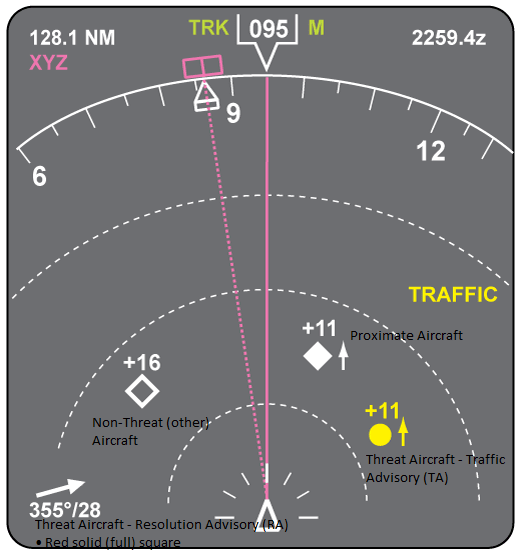 128.1 NM
TRK 095 M
2259.4z
XYZ
6
9
12
TRAFFIC
+11
Proximate Aircraft
+16
Non-Threat (other)
Aircraft
+11
Threat Aircraft - Traffic
Advisory (TA)
355°/28
Threat Aircraft - Resolution Advisory (RA)
• Red solid (full) square